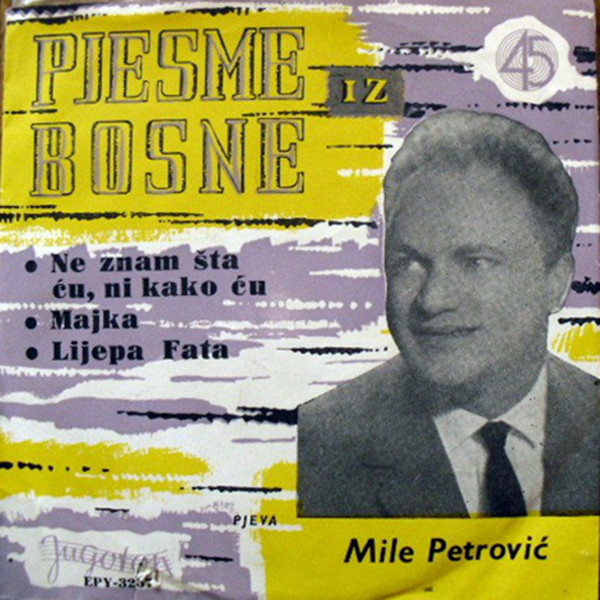 PJESME
IZ
BOSNE
45
• Ne znam šta
ću, ni kako ću
• Majka
• Lijepa Fata
PJEVA
Mile Petrović
Jugoton